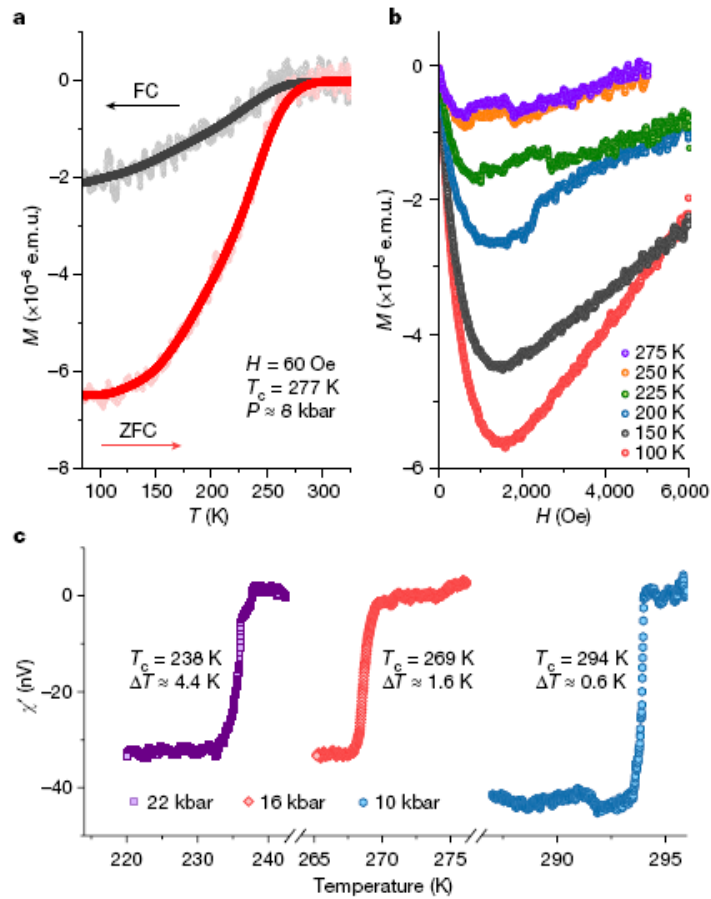 a
0
−2
−4
−6
−8
M (×10⁻⁶ e.m.u.)
FC
ZFC
H = 60 Oe
Tc = 277 K
P ≈ 8 kbar
100 150 200 250 300
T (K)
b
0
−2
−4
−6
M (×10⁻⁵ e.m.u.)
275 K
250 K
225 K
200 K
150 K
100 K
0 2,000 4,000 6,000
H (Oe)
c
0
−20
−40
χ′ (nV)
Tc = 238 K
ΔT ≈ 4.4 K
Tc = 269 K
ΔT ≈ 1.6 K
Tc = 294 K
ΔT ≈ 0.6 K
22 kbar 16 kbar 10 kbar
220 230 240 265 270 275 290 295
Temperature (K)